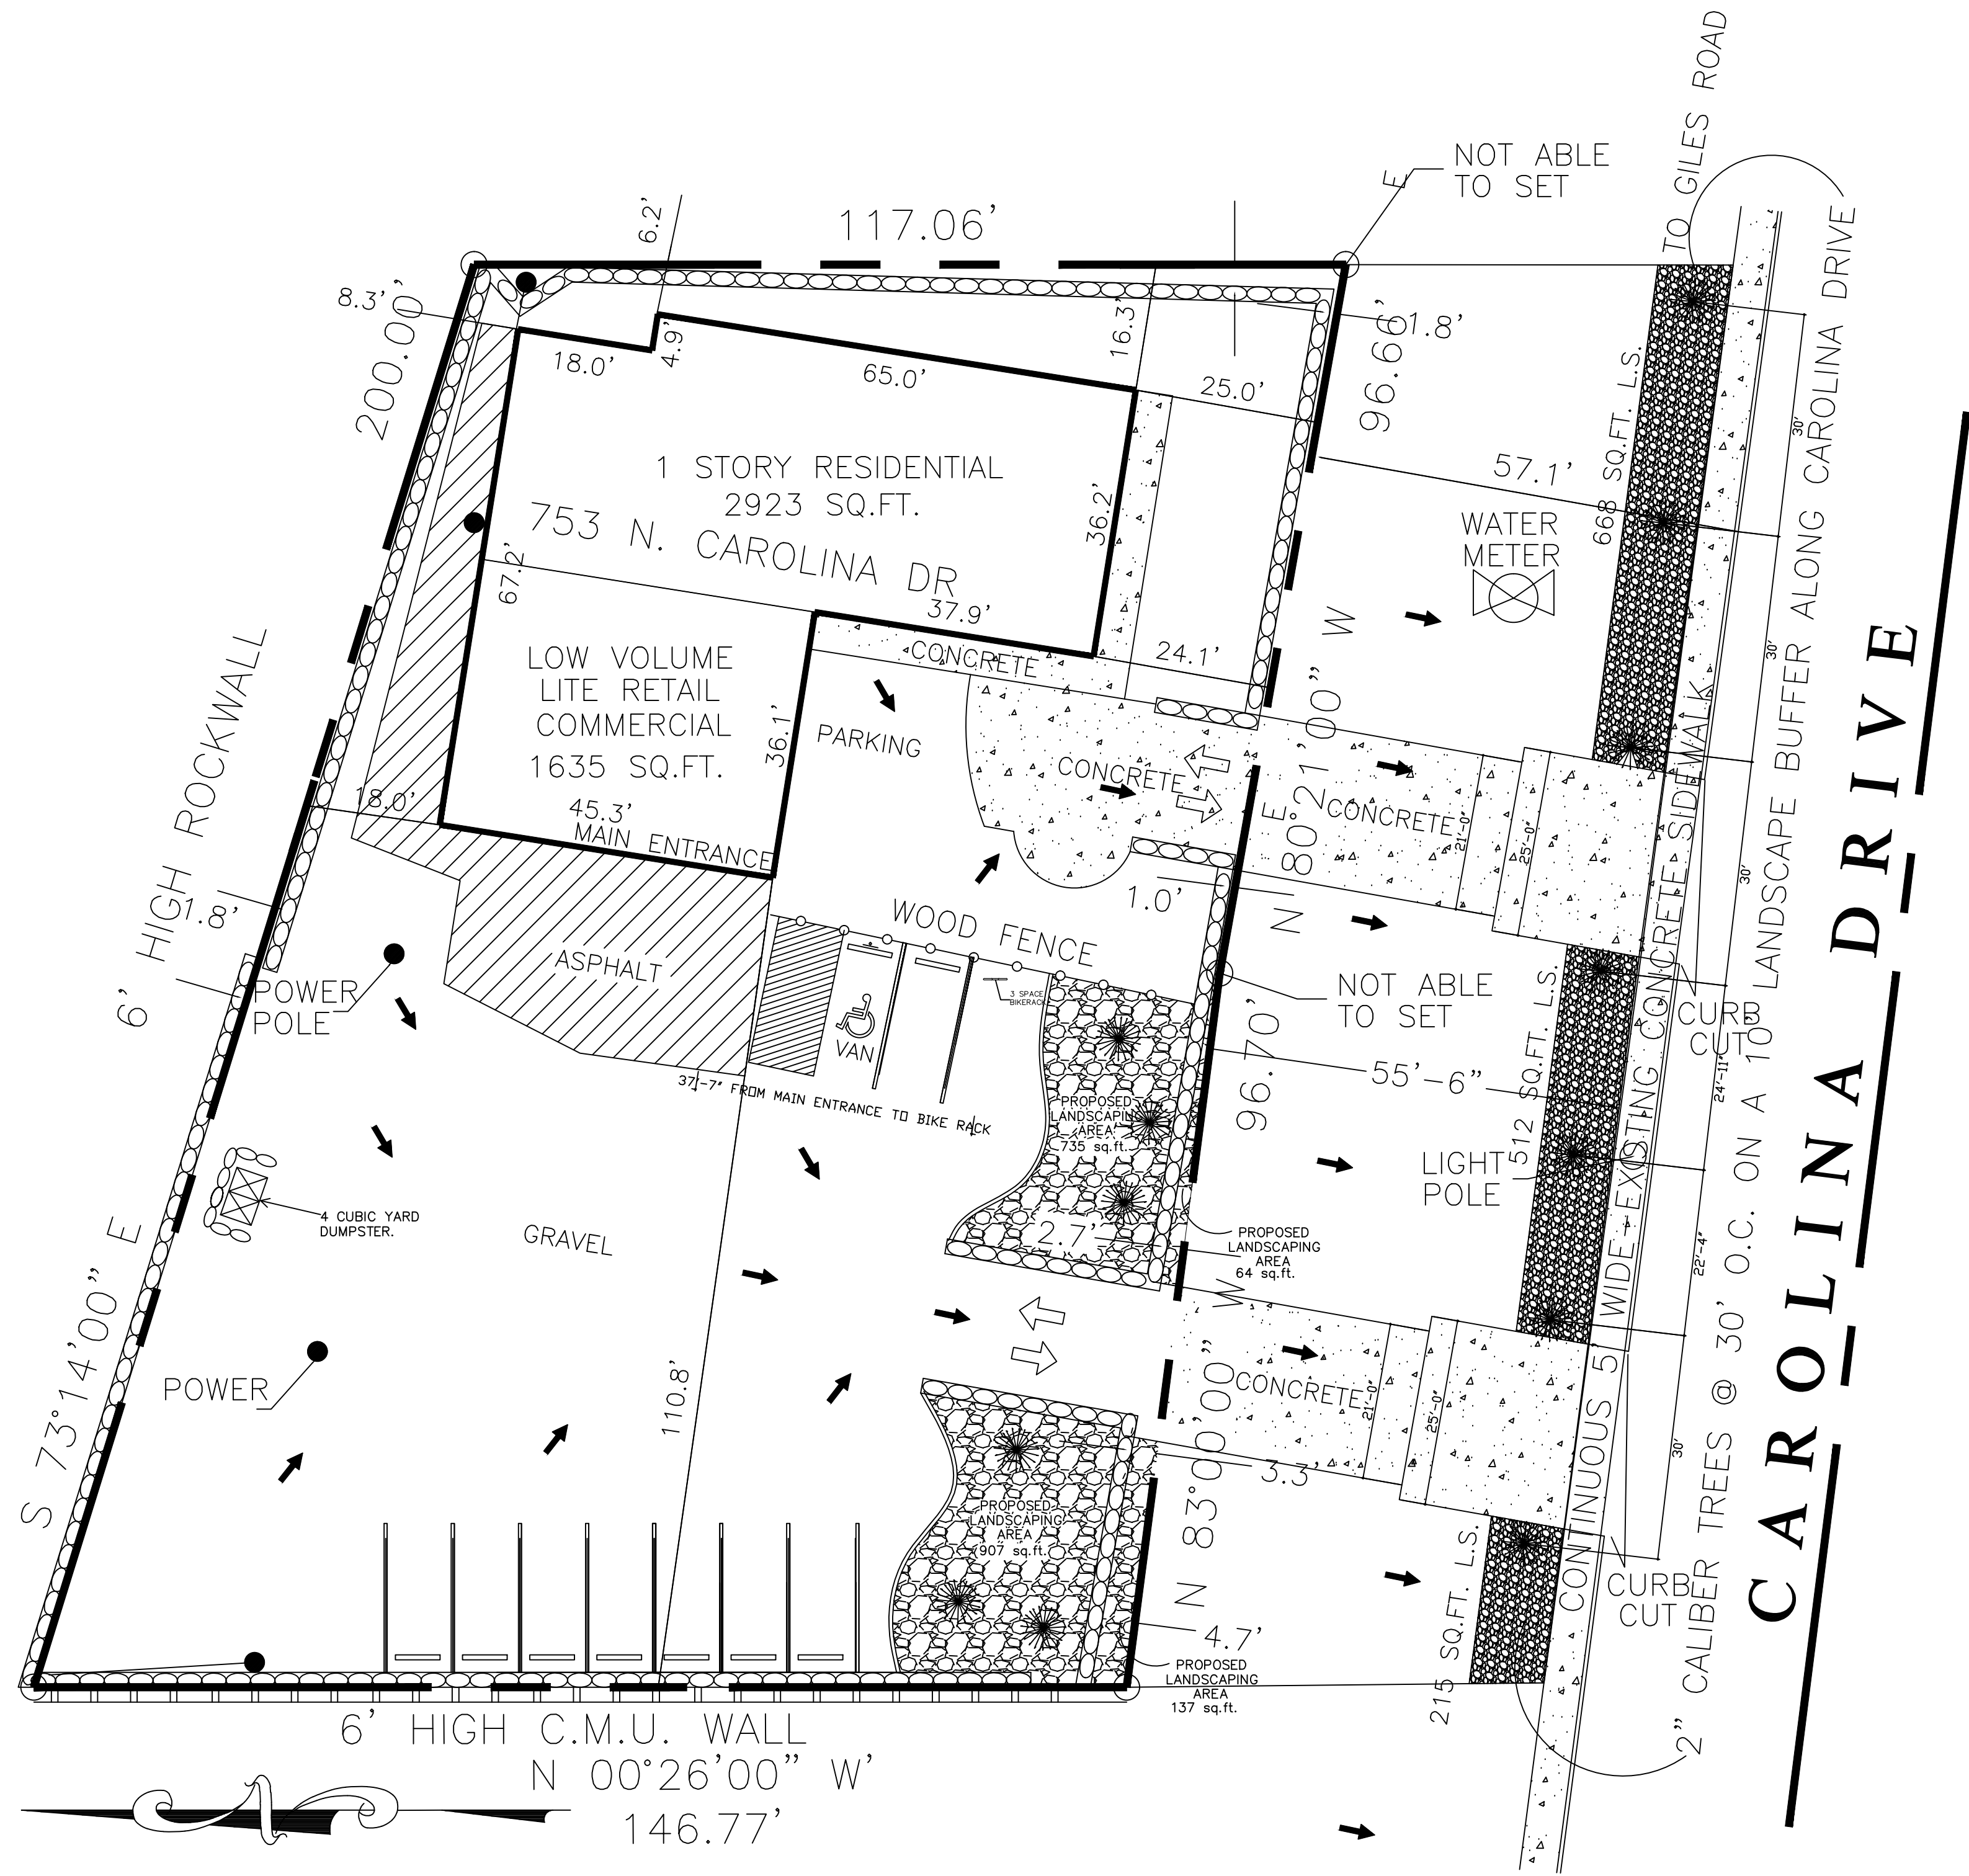 TO GILES ROAD
NOT ABLE
TO SET
E
117.06'
6.2'
8.3'
200.00'
18.0'
4.9'
65.0'
16.3'
25.0'
1.8'
96.66'
57.1'
668 SQ.FT. L.S.
30'
1 STORY RESIDENTIAL
2923 SQ.FT.
753 N. CAROLINA DR
36.2'
67.2'
37.9'
WATER
METER
W
24.1'
LOW VOLUME
LITE RETAIL
COMMERCIAL
1635 SQ.FT.
36.1'
CONCRETE
PARKING
CONCRETE
CONCRETE
21'-0"
25'-0"
N 80°21'00" E
30'
30'
18.0'
45.3'
MAIN ENTRANCE
6' HIGH ROCKWALL
HIGH
1.8'
1.0'
WOOD FENCE
ASPHALT
POWER
POLE
VAN
3 SPACE
BIKERACK
NOT ABLE
TO SET
96.70'
55'-6"
512 SQ.FT. L.S.
CURB
CUT
24'-11"
37'-7" FROM MAIN ENTRANCE TO BIKE RACK
PROPOSED
LANDSCAPING
AREA
735 sq.ft.
LIGHT
POLE
4 CUBIC YARD
DUMPSTER.
GRAVEL
2.7'
PROPOSED
LANDSCAPING
AREA
64 sq.ft.
22'-4"
W
S 73°14'00" E
POWER
110.8'
CONCRETE
21'-0"
25'-0"
3.3'
30'
N 83°00'00"
PROPOSED
LANDSCAPING
AREA
907 sq.ft.
215 SQ.FT. L.S.
CURB
CUT
4.7'
PROPOSED
LANDSCAPING
AREA
137 sq.ft.
CONTINUOUS 5' WIDE EXISTING CONCRETE SIDEWALK
2" CALIBER TREES @ 30' O.C. ON A 10' LANDSCAPE BUFFER ALONG CAROLINA DRIVE
CAROLINA DRIVE
6' HIGH C.M.U. WALL
N 00°26'00" W'
146.77'
N